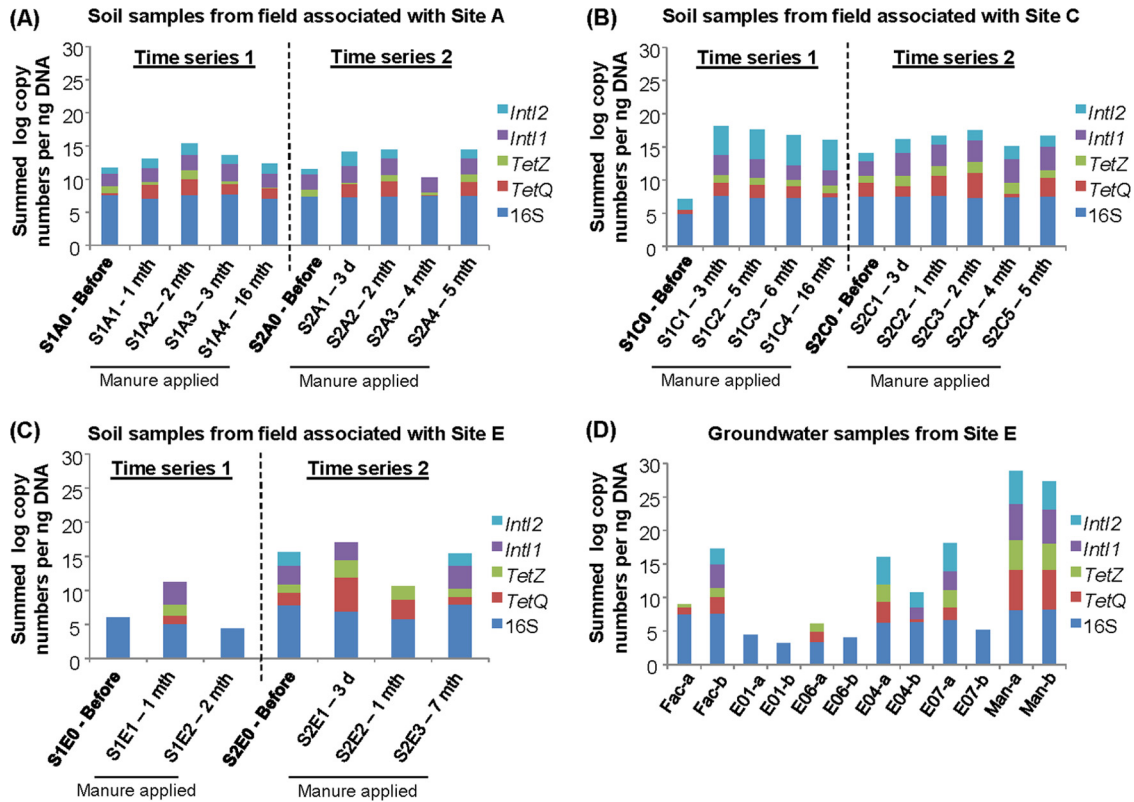 (A) Soil samples from field associated with Site A
Time series 1
Time series 2
Summed log copy
numbers per ng DNA
30
25
20
15
10
5
0
IntI2
IntI1
TetZ
TetQ
16S
S1A0 - Before
S1A1 – 1 mth
S1A2 – 2 mth
S1A3 – 3 mth
S1A4 – 16 mth
S2A0 - Before
S2A1 – 3 d
S2A2 – 2 mth
S2A3 – 4 mth
S2A4 – 5 mth
Manure applied
Manure applied
(B) Soil samples from field associated with Site C
Time series 1
Time series 2
Summed log copy
numbers per ng DNA
30
25
20
15
10
5
0
IntI2
IntI1
TetZ
TetQ
16S
S1C0 - Before
S1C1 – 3 mth
S1C2 – 5 mth
S1C3 – 6 mth
S1C4 – 16 mth
S2C0 - Before
S2C1 – 3 d
S2C2 – 1 mth
S2C3 – 2 mth
S2C4 – 4 mth
S2C5 – 5 mth
Manure applied
Manure applied
(C) Soil samples from field associated with Site E
Time series 1
Time series 2
Summed log copy
numbers per ng DNA
30
25
20
15
10
5
0
IntI2
IntI1
TetZ
TetQ
16S
S1E0 - Before
S1E1 – 1 mth
S1E2 – 2 mth
S2E0 - Before
S2E1 – 3 d
S2E2 – 1 mth
S2E3 – 7 mth
Manure applied
Manure applied
(D) Groundwater samples from Site E
Summed log copy
numbers per ng DNA
30
25
20
15
10
5
0
IntI2
IntI1
TetZ
TetQ
16S
Fac-a
Fac-b
E01-a
E01-b
E06-a
E06-b
E04-a
E04-b
E07-a
E07-b
Man-a
Man-b